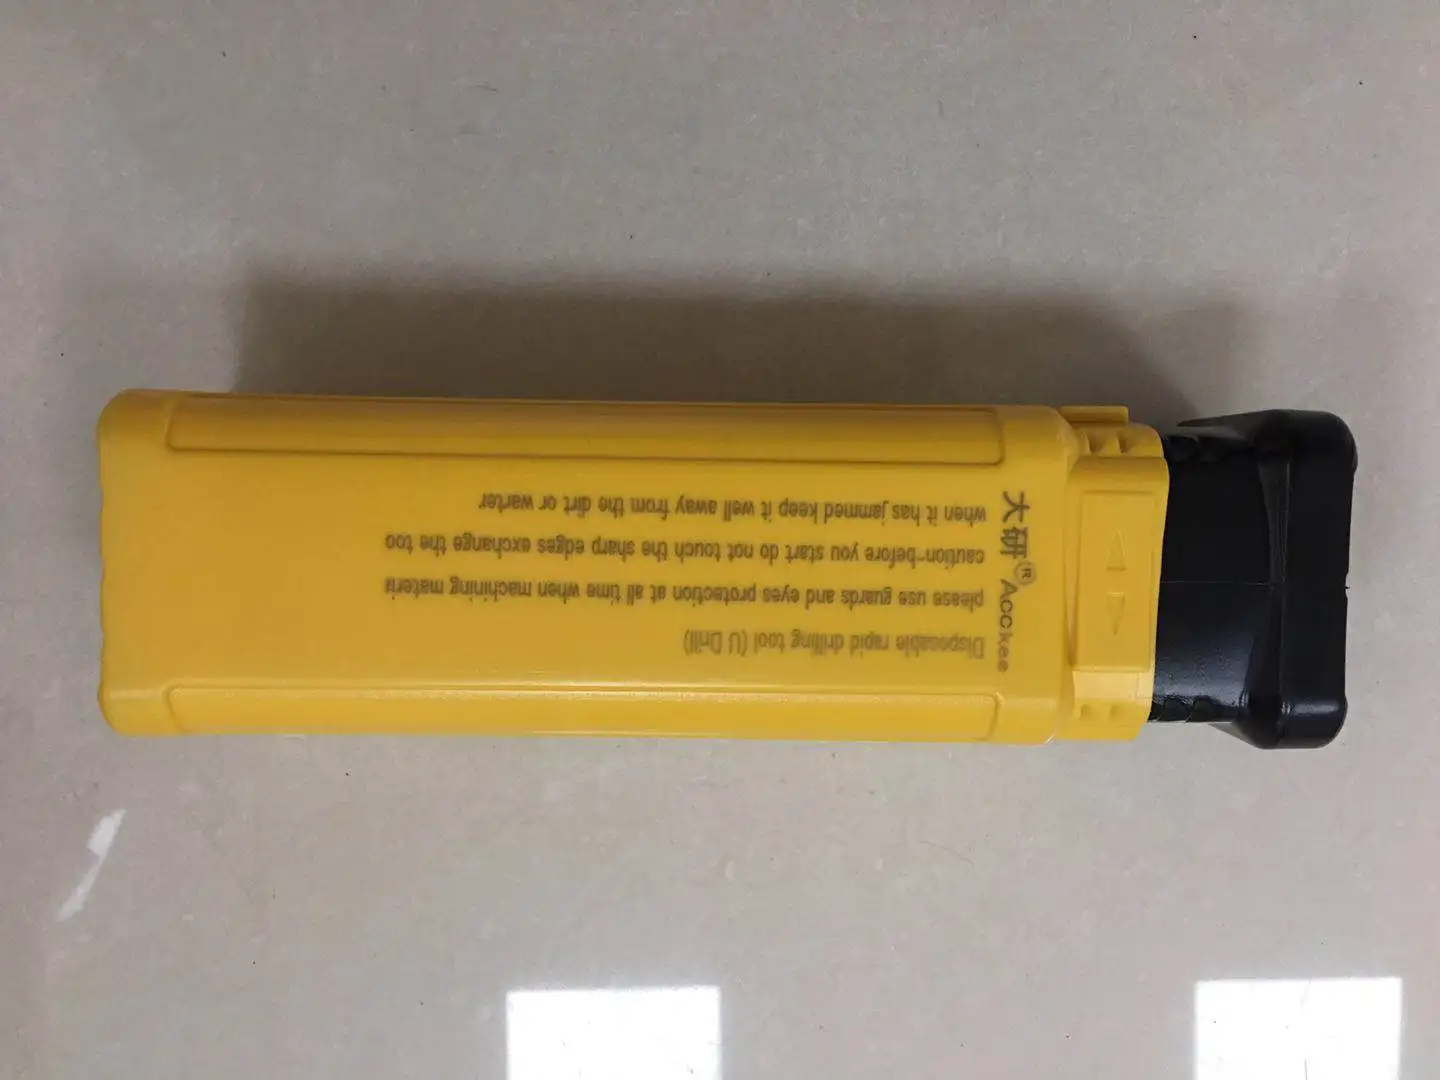 大研® Acckee
Disposable rapid drilling tool (U Drill)
please use guards and eyes protection at all time when machining materi
caution-before you start do not touch the sharp edges exchange the too
when it has jammed keep it well away from the dirt or warter